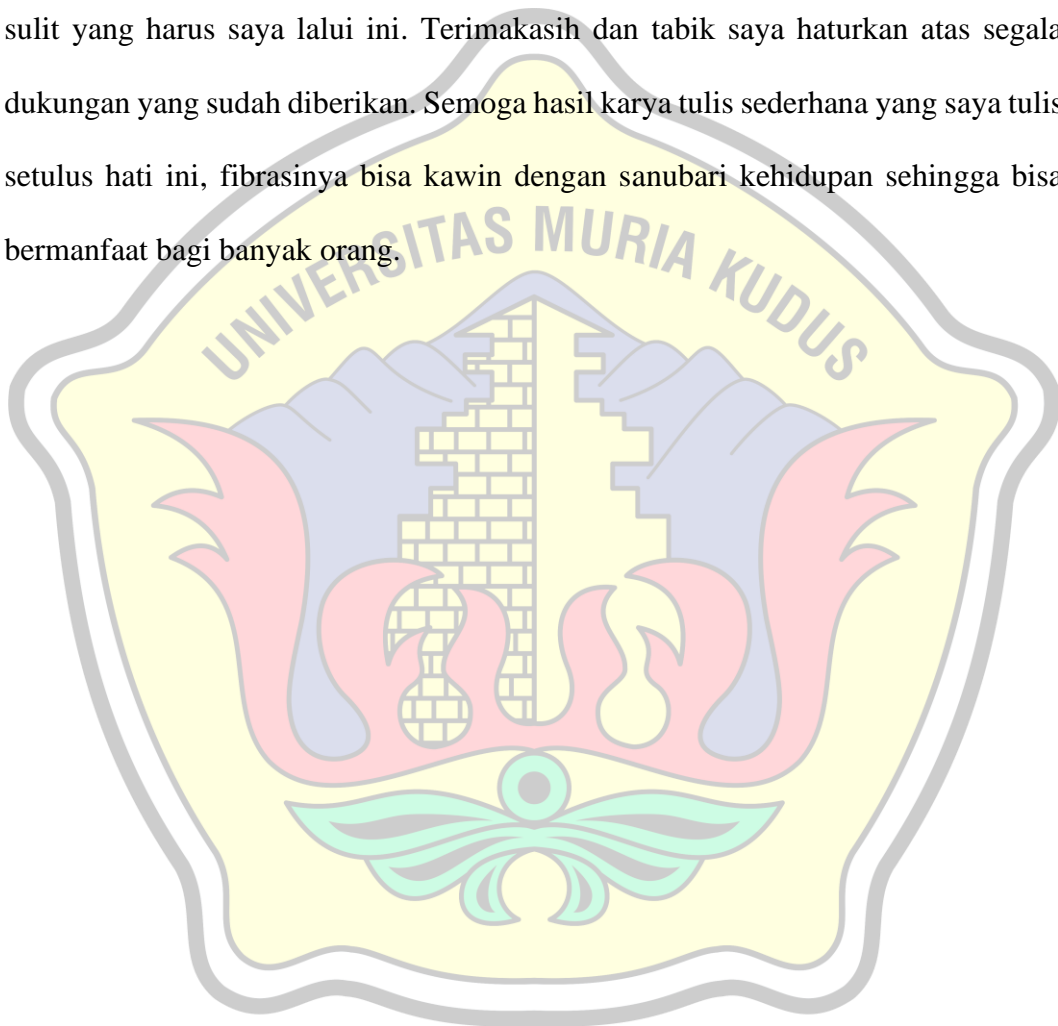 sulit yang harus saya lalui ini. Terimakasih dan tabik saya haturkan atas segala
dukungan yang sudah diberikan. Semoga hasil karya tulis sederhana yang saya tulis
setulus hati ini, fibrasinya bisa kawin dengan sanubari kehidupan sehingga bisa
bermanfaat bagi banyak orang.
UNIVERSITAS MURIA KUDUS